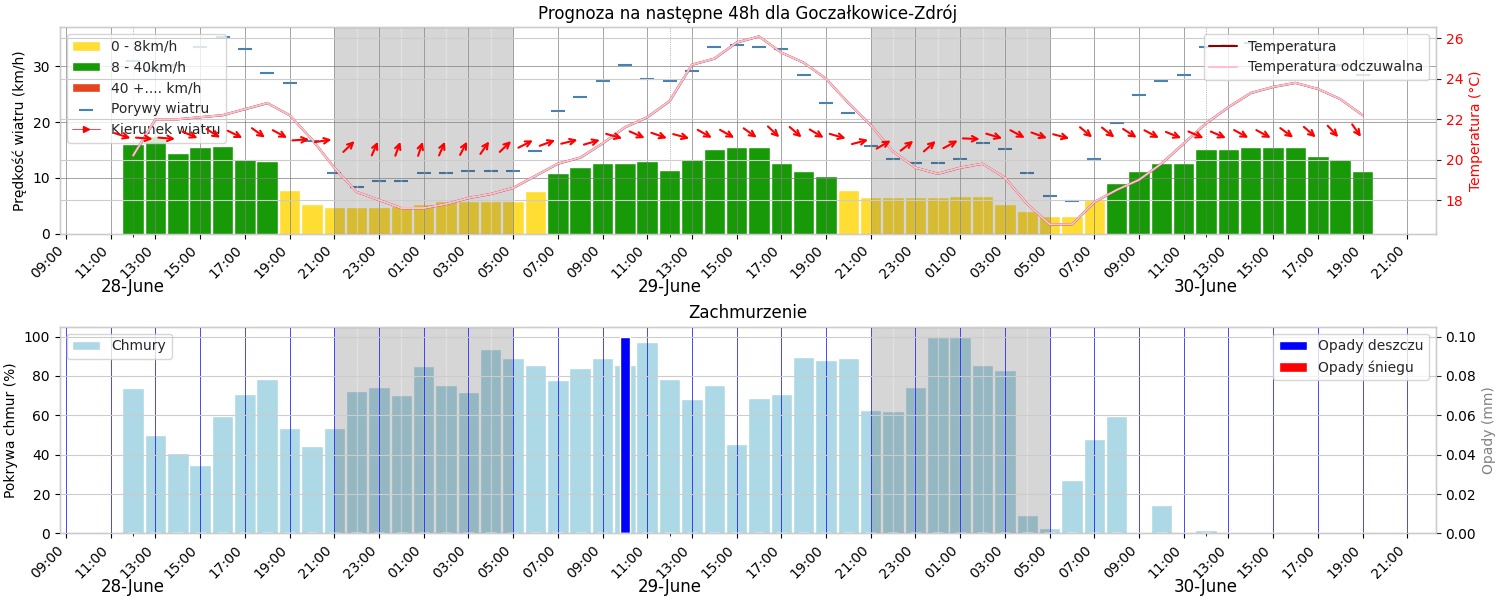 Prognoza na następne 48h dla Goczałkowice-Zdrój
Prędkość wiatru (km/h)
0 - 8km/h
8 - 40km/h
40 +.... km/h
Porywy wiatru
Kierunek wiatru
Temperatura
Temperatura odczuwalna
Temperatura (°C)
30
20
10
0
26
24
22
20
18
09:00 11:00 13:00 15:00 17:00 19:00 21:00 23:00 01:00 03:00 05:00 07:00 09:00 11:00 13:00 15:00 17:00 19:00 21:00 23:00 01:00 03:00 05:00 07:00 09:00 11:00 13:00 15:00 17:00 19:00 21:00
28-June 29-June 30-June
Zachmurzenie
Pokrywa chmur (%)
Chmury
Opady deszczu
Opady śniegu
Opady (mm)
100
80
60
40
20
0
0.10
0.08
0.06
0.04
0.02
0.00
09:00 11:00 13:00 15:00 17:00 19:00 21:00 23:00 01:00 03:00 05:00 07:00 09:00 11:00 13:00 15:00 17:00 19:00 21:00 23:00 01:00 03:00 05:00 07:00 09:00 11:00 13:00 15:00 17:00 19:00 21:00
28-June 29-June 30-June